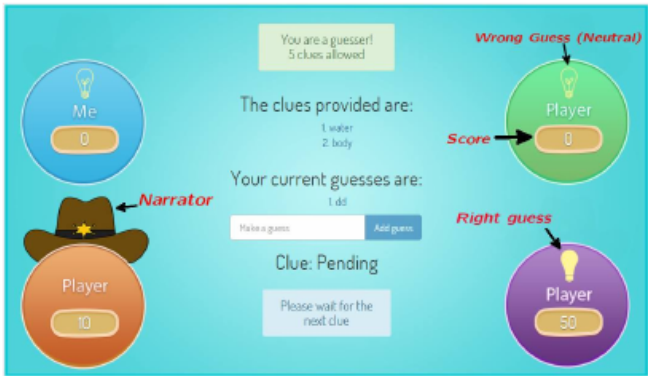 You are a guesser!
5 clues allowed
Wrong Guess (Neutral)
Me
0
The clues provided are:
1. water
2. body
Player
0
Score
Narrator
Your current guesses are:
1. dd
Make a guess
Add guess
Right guess
Clue: Pending
Player
10
Please wait for the
next clue
Player
50